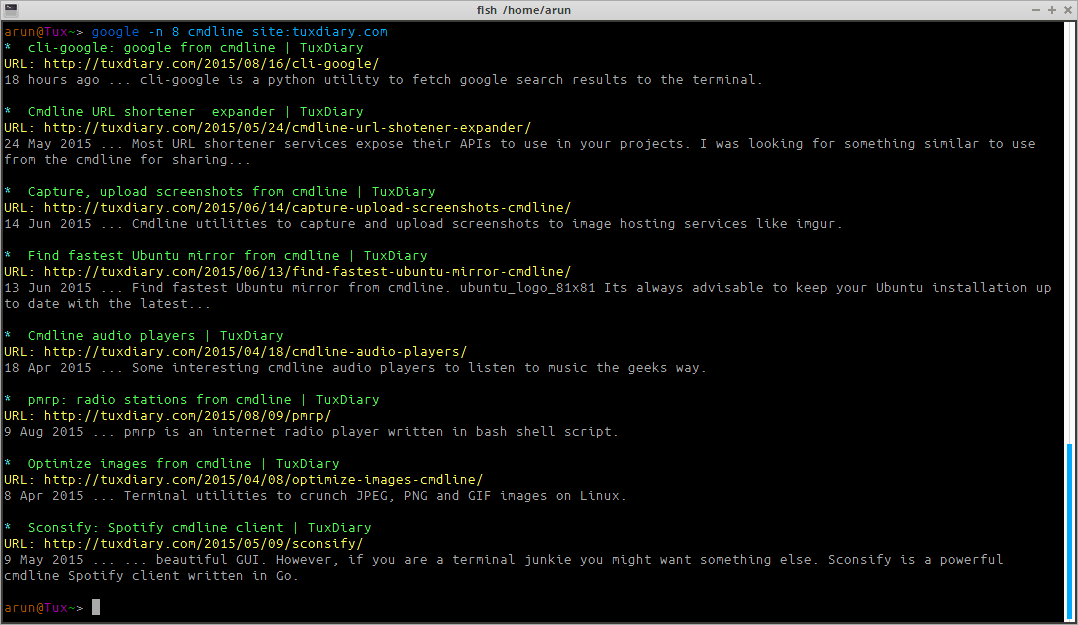 fish /home/arun
arun@Tux~> google -n 8 cmdline site:tuxdiary.com
*  cli-google: google from cmdline | TuxDiary
URL: http://tuxdiary.com/2015/08/16/cli-google/
18 hours ago ... cli-google is a python utility to fetch google search results to the terminal.
*  Cmdline URL shortener  expander | TuxDiary
URL: http://tuxdiary.com/2015/05/24/cmdline-url-shotener-expander/
24 May 2015 ... Most URL shortener services expose their APIs to use in your projects. I was looking for something similar to use
from the cmdline for sharing...
*  Capture, upload screenshots from cmdline | TuxDiary
URL: http://tuxdiary.com/2015/06/14/capture-upload-screenshots-cmdline/
14 Jun 2015 ... Cmdline utilities to capture and upload screenshots to image hosting services like imgur.
*  Find fastest Ubuntu mirror from cmdline | TuxDiary
URL: http://tuxdiary.com/2015/06/13/find-fastest-ubuntu-mirror-cmdline/
13 Jun 2015 ... Find fastest Ubuntu mirror from cmdline. ubuntu_logo_81x81 Its always advisable to keep your Ubuntu installation up
to date with the latest...
*  Cmdline audio players | TuxDiary
URL: http://tuxdiary.com/2015/04/18/cmdline-audio-players/
18 Apr 2015 ... Some interesting cmdline audio players to listen to music the geeks way.
*  pmrp: radio stations from cmdline | TuxDiary
URL: http://tuxdiary.com/2015/08/09/pmrp/
9 Aug 2015 ... pmrp is an internet radio player written in bash shell script.
*  Optimize images from cmdline | TuxDiary
URL: http://tuxdiary.com/2015/04/08/optimize-images-cmdline/
8 Apr 2015 ... Terminal utilities to crunch JPEG, PNG and GIF images on Linux.
*  Sconsify: Spotify cmdline client | TuxDiary
URL: http://tuxdiary.com/2015/05/09/sconsify/
9 May 2015 ... ... beautiful GUI. However, if you are a terminal junkie you might want something else. Sconsify is a powerful
cmdline Spotify client written in Go.
arun@Tux~>